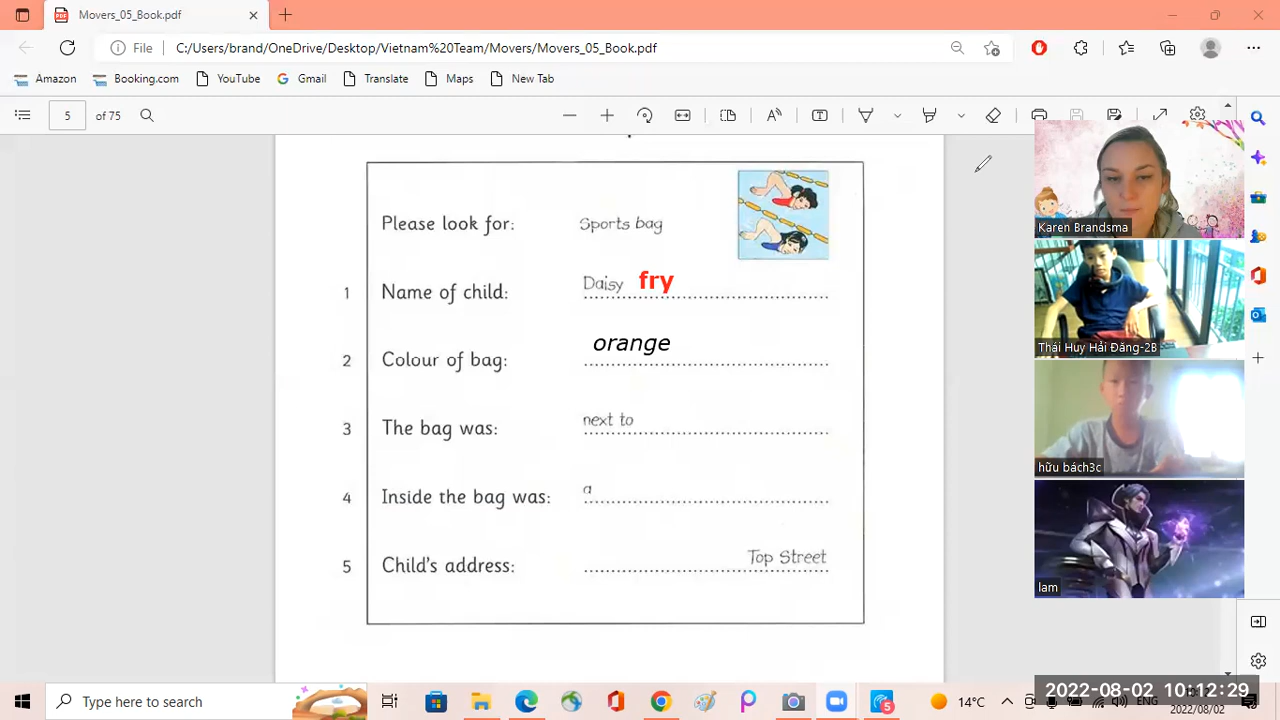 Movers_05_Book.pdf
File C:/Users/brand/OneDrive/Desktop/Vietnam%20Team/Movers/Movers_05_Book.pdf
Amazon Booking.com YouTube Gmail Translate Maps New Tab
5 of 75
Please look for: Sports bag
1 Name of child: Daisy fry
2 Colour of bag: orange
3 The bag was: next to
4 Inside the bag was: a
5 Child's address: Top Street
Karen Brandsma
Thái Huy Hải Đăng-2B
hữu bách3c
lam
Type here to search
14°C
ENG
2022-08-02 10:12:29
2022/08/02